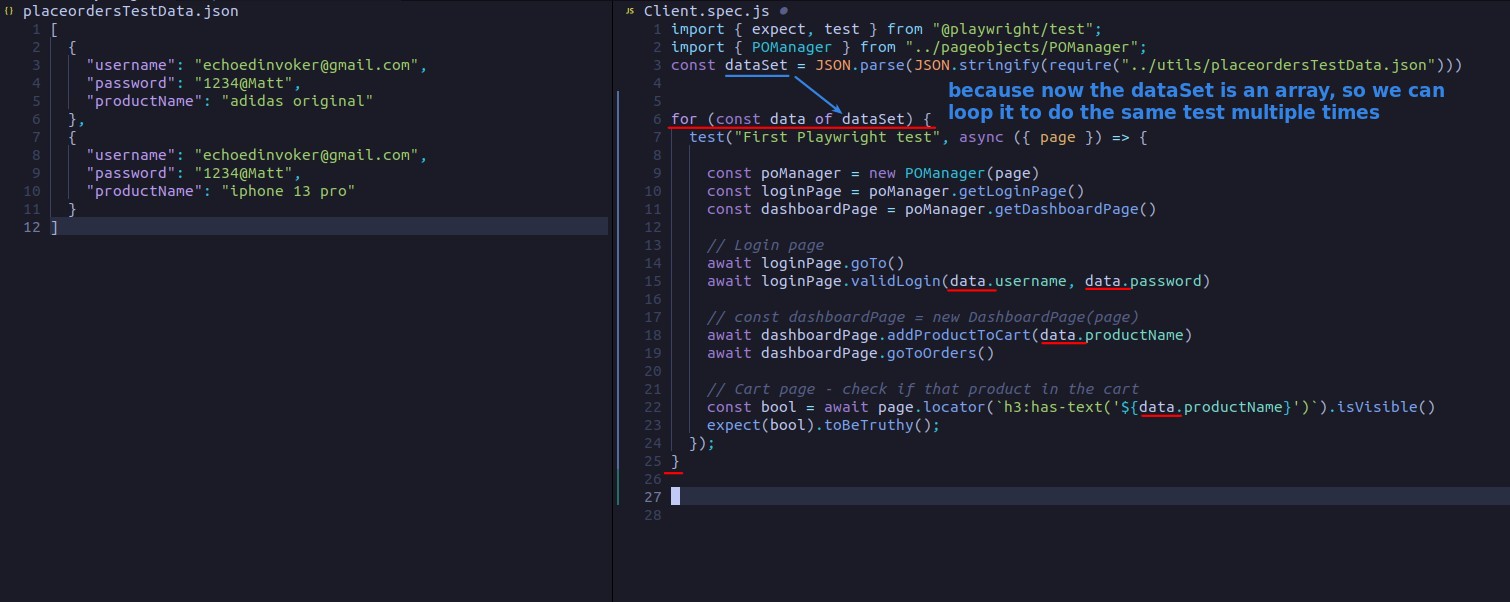 {} placeordersTestData.json
1 [
2   {
3     "username": "echoedinvoker@gmail.com",
4     "password": "1234@Matt",
5     "productName": "adidas original"
6   },
7   {
8     "username": "echoedinvoker@gmail.com",
9     "password": "1234@Matt",
10     "productName": "iphone 13 pro"
11   }
12 ]
JS Client.spec.js
1 import { expect, test } from "@playwright/test";
2 import { POManager } from "../pageobjects/POManager";
3 const dataSet = JSON.parse(JSON.stringify(require("../utils/placeordersTestData.json")))
4
because now the dataSet is an array, so we can
loop it to do the same test multiple times
5
6 for (const data of dataSet) {
7   test("First Playwright test", async ({ page }) => {
8
9     const poManager = new POManager(page)
10     const loginPage = poManager.getLoginPage()
11     const dashboardPage = poManager.getDashboardPage()
12
13     // Login page
14     await loginPage.goTo()
15     await loginPage.validLogin(data.username, data.password)
16
17     // const dashboardPage = new DashboardPage(page)
18     await dashboardPage.addProductToCart(data.productName)
19     await dashboardPage.goToOrders()
20
21     // Cart page - check if that product in the cart
22     const bool = await page.locator(`h3:has-text('${data.productName}')`).isVisible()
23     expect(bool).toBeTruthy();
24   });
25 }
26
27
28